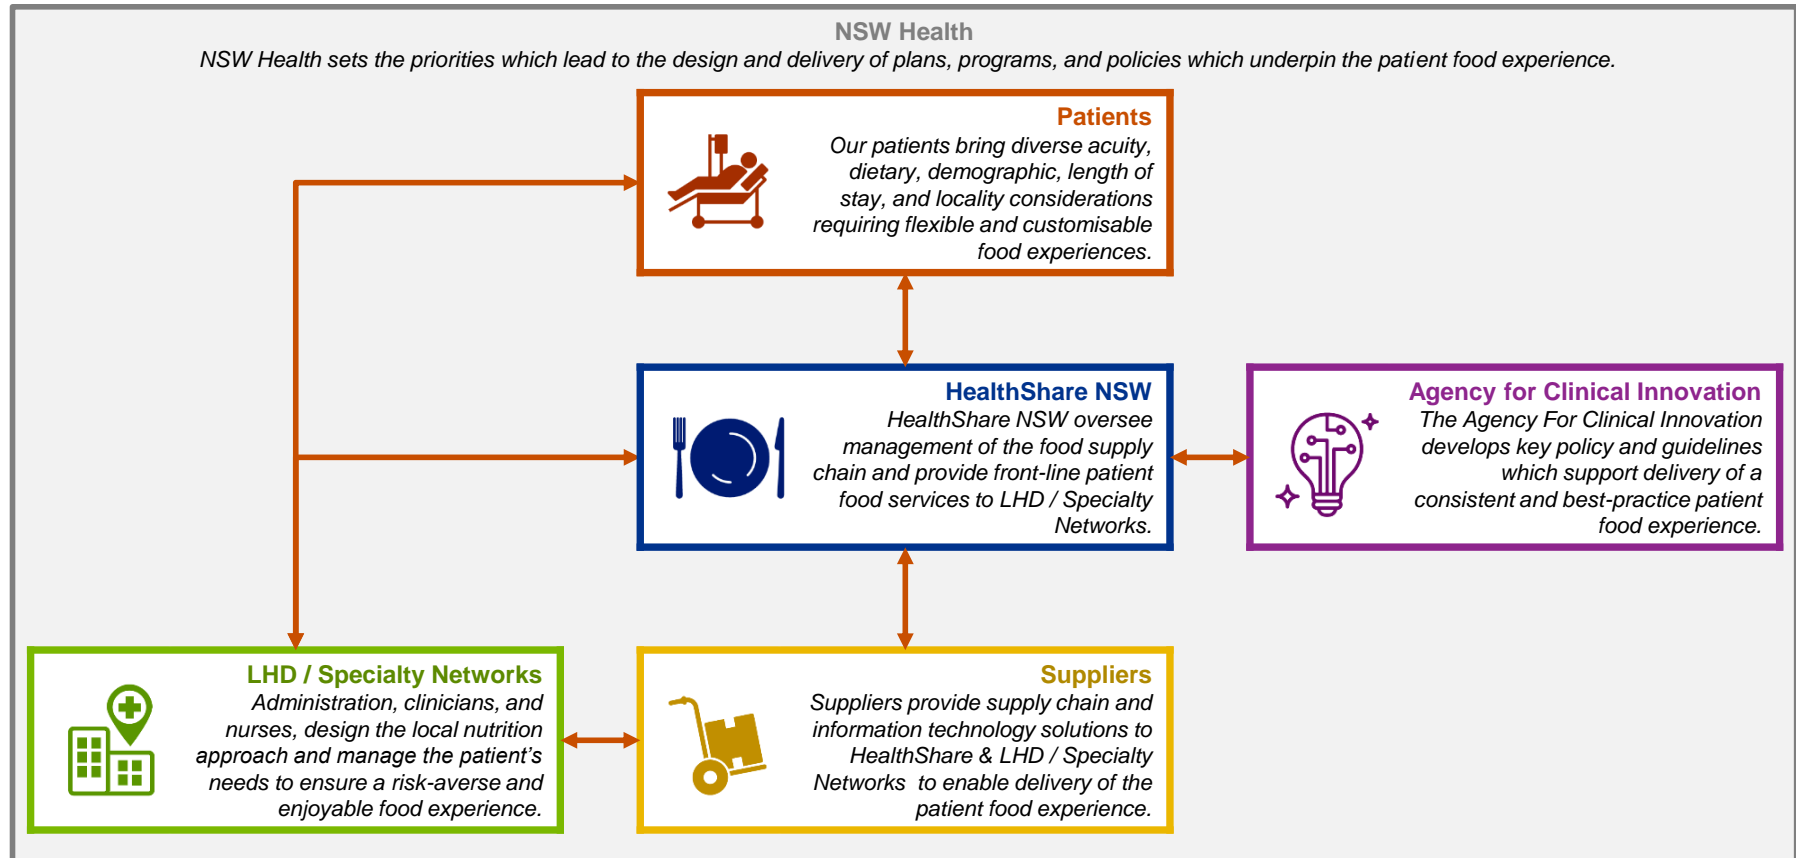 NSW Health
NSW Health sets the priorities which lead to the design and delivery of plans, programs, and policies which underpin the patient food experience.
Patients
Our patients bring diverse acuity,
dietary, demographic, length of
stay, and locality considerations
requiring flexible and customisable
food experiences.
HealthShare NSW
HealthShare NSW oversee
management of the food supply
chain and provide front-line patient
food services to LHD / Specialty
Networks.
Agency for Clinical Innovation
The Agency For Clinical Innovation
develops key policy and guidelines
which support delivery of a
consistent and best-practice patient
food experience.
LHD / Specialty Networks
Administration, clinicians, and
nurses, design the local nutrition
approach and manage the patient’s
needs to ensure a risk-averse and
enjoyable food experience.
Suppliers
Suppliers provide supply chain and
information technology solutions to
HealthShare & LHD / Specialty
Networks  to enable delivery of the
patient food experience.